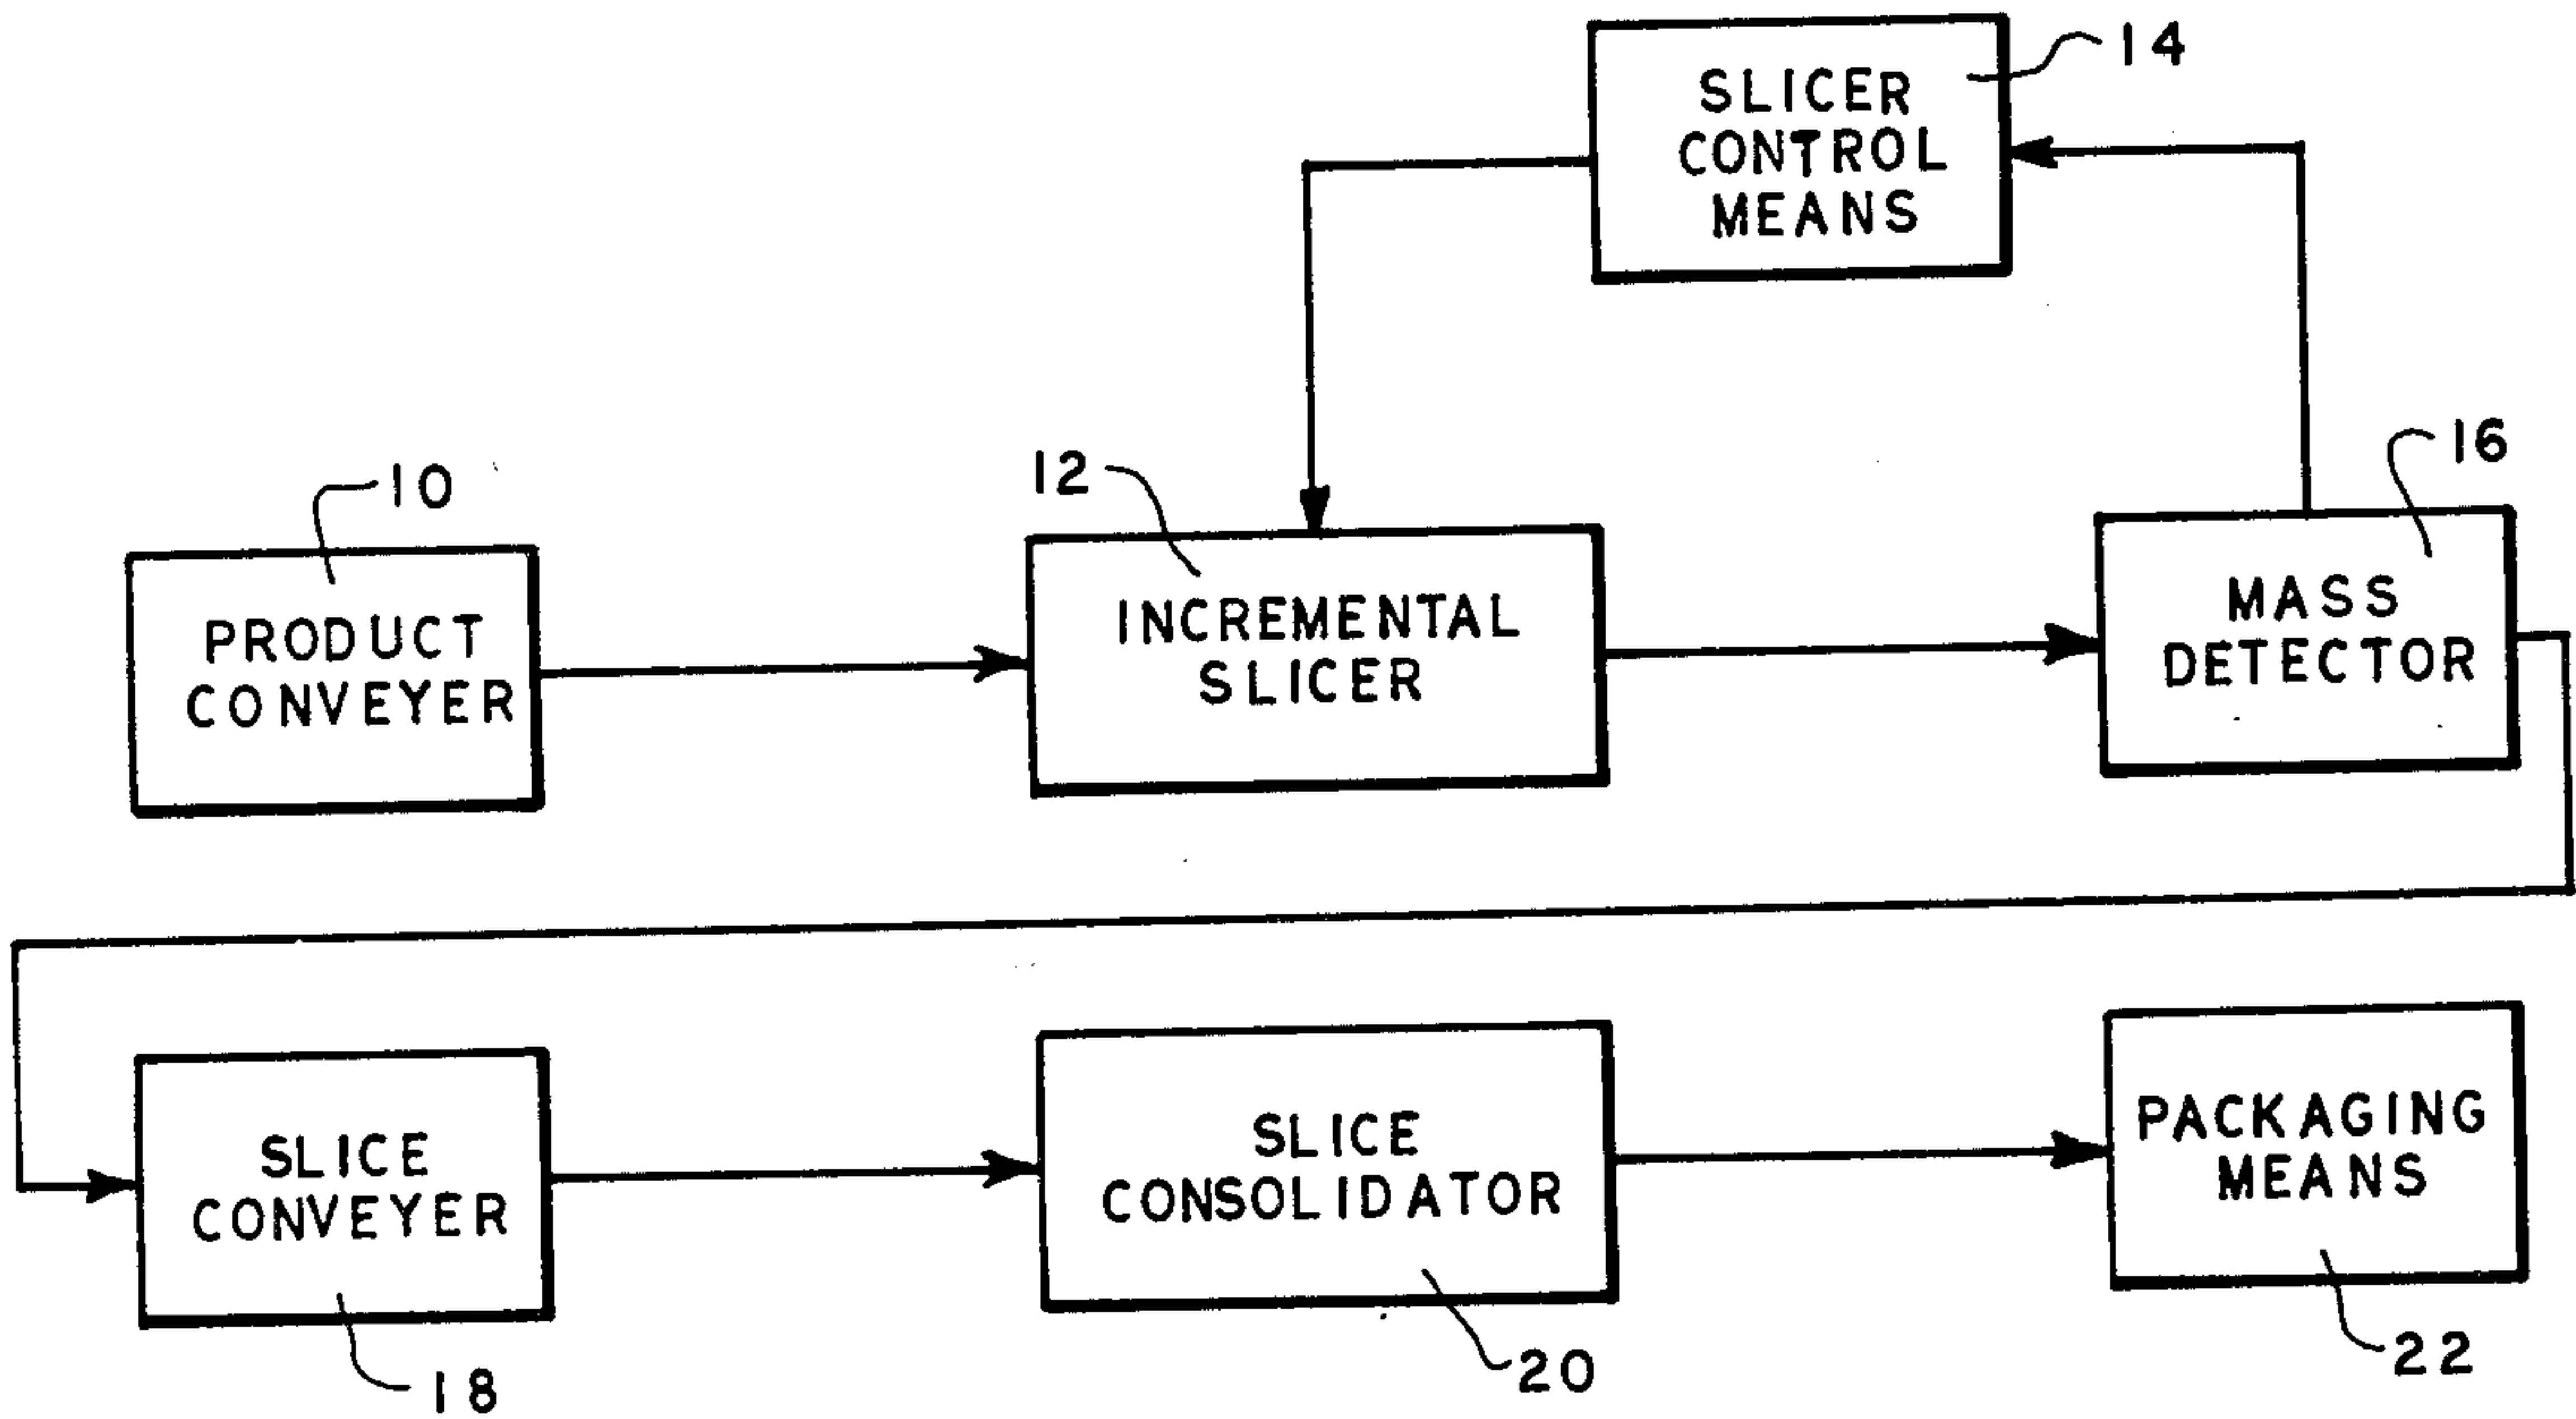 14
SLICER
CONTROL
MEANS
16
12
10
PRODUCT
CONVEYER
INCREMENTAL
SLICER
MASS
DETECTOR
SLICE
CONVEYER
SLICE
CONSOLIDATOR
PACKAGING
MEANS
18
20
22